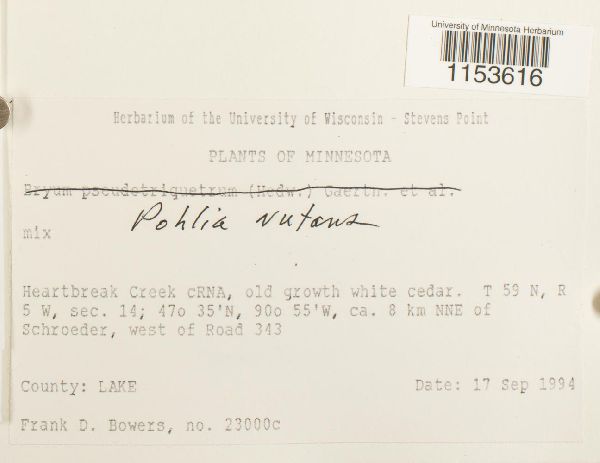 University of Minnesota Herbarium
1153616
Herbarium of the University of Wisconsin - Stevens Point
PLANTS OF MINNESOTA
Bryum pseudotriquetrum (Hedw.) Gaertn. et al.
Pohlia nutans
mix
Heartbreak Creek cRNA, old growth white cedar. T 59 N, R
5 W, sec. 14; 47o 35'N, 90o 55'W, ca. 8 km NNE of
Schroeder, west of Road 343
County: LAKE Date: 17 Sep 1994
Frank D. Bowers, no. 23000c